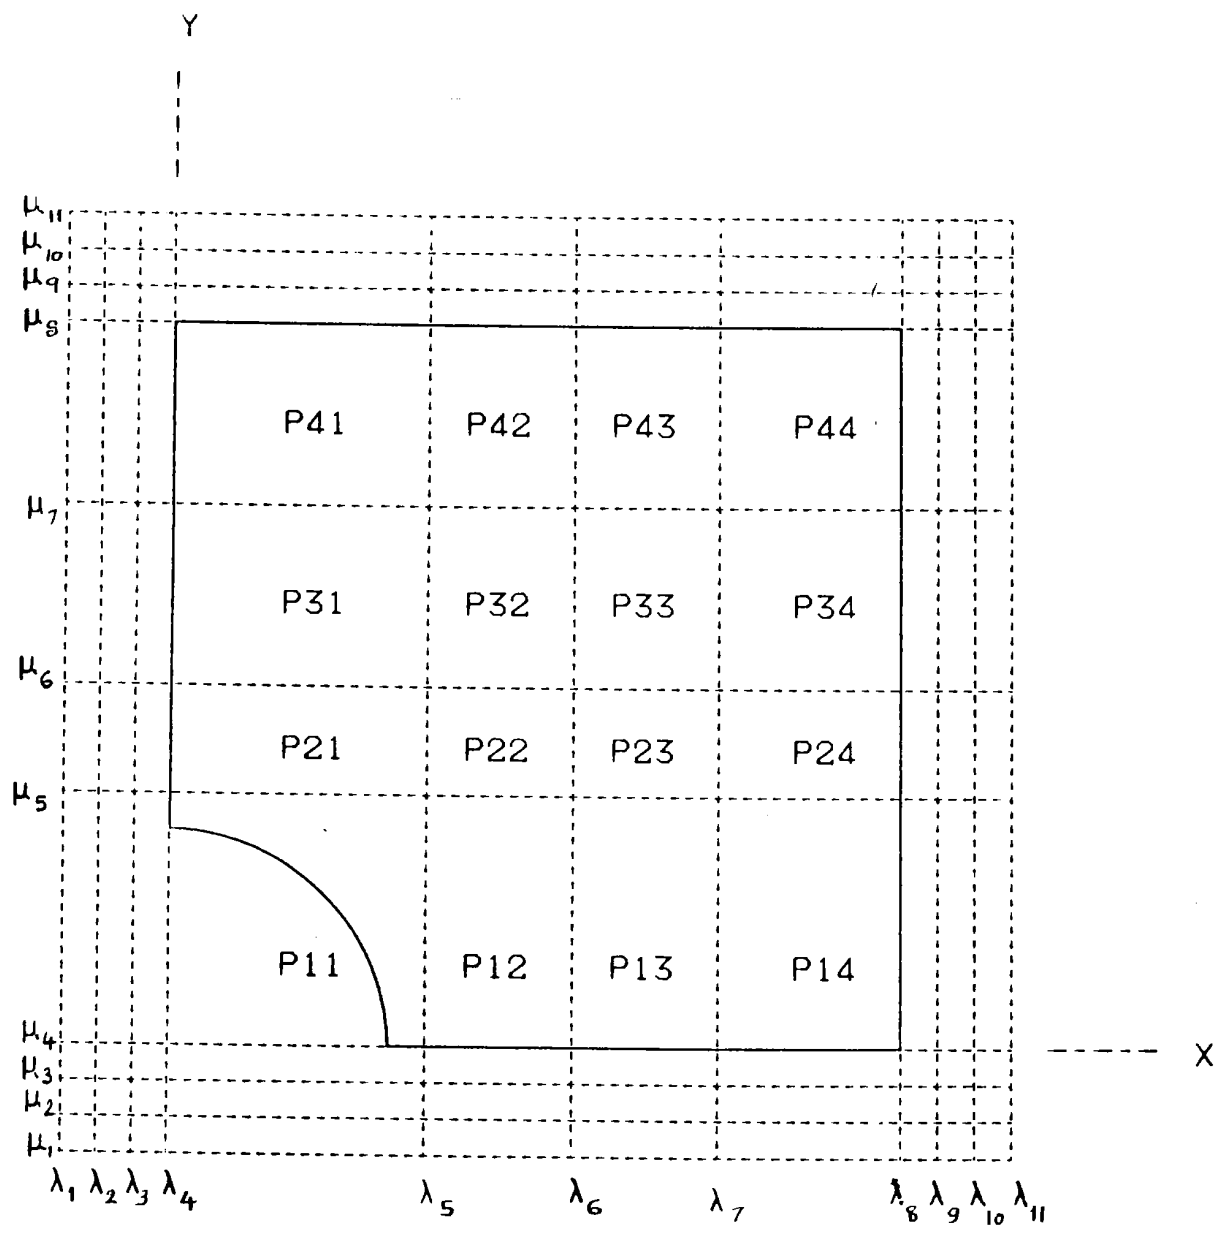 Y
μ₁₁
μ₁₀
μ₉
μ₈
P41 P42 P43 P44
μ₇
P31 P32 P33 P34
μ₆
P21 P22 P23 P24
μ₅
P11 P12 P13 P14
μ₄
X
μ₃
μ₂
μ₁
λ₁ λ₂ λ₃ λ₄ λ₅ λ₆ λ₇ λ₈ λ₉ λ₁₀ λ₁₁